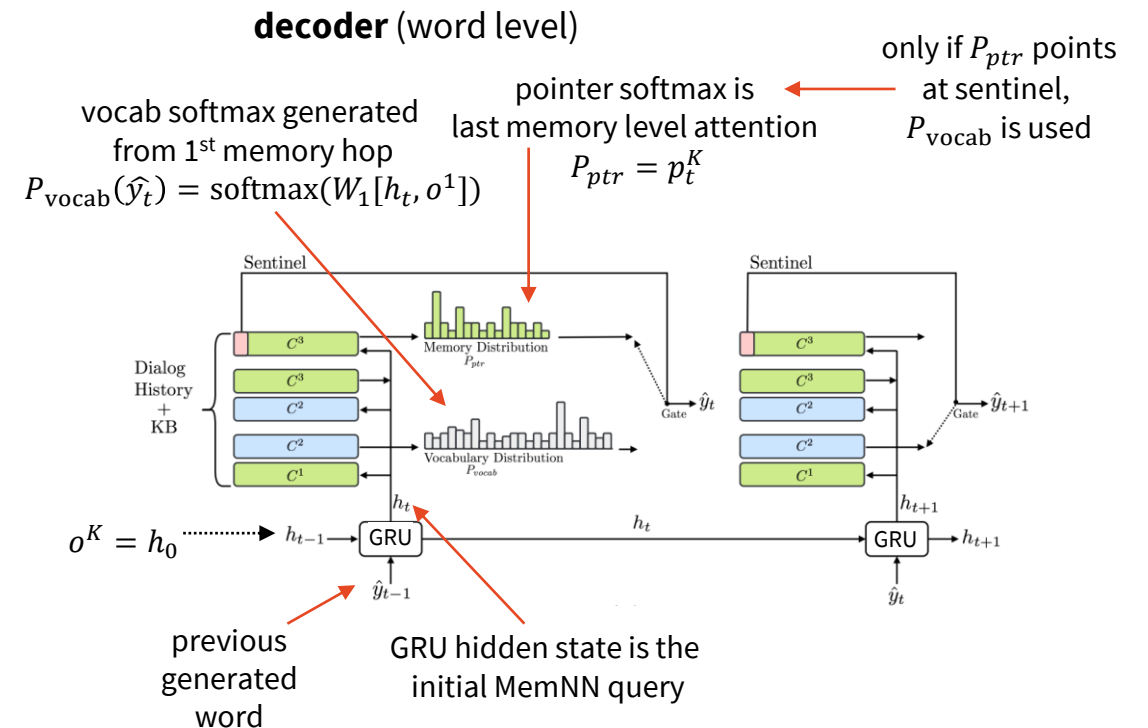 decoder (word level)
only if P_ptr points
at sentinel,
P_vocab is used
pointer softmax is
last memory level attention
P_ptr = p_t^K
vocab softmax generated
from 1st memory hop
P_vocab(ŷ_t) = softmax(W_1[h_t, o^1])
Sentinel
C^3
C^3
C^2
C^2
C^1
Dialog
History
+
KB
Memory Distribution
P_ptr
Vocabulary Distribution
P_vocab
Gate
ŷ_t
Sentinel
C^3
C^3
C^2
C^2
C^1
Gate
ŷ_t+1
h_t
h_t+1
o^K = h_0
h_t−1
GRU
h_t
GRU
h_t+1
ŷ_t−1
ŷ_t
previous
generated
word
GRU hidden state is the
initial MemNN query